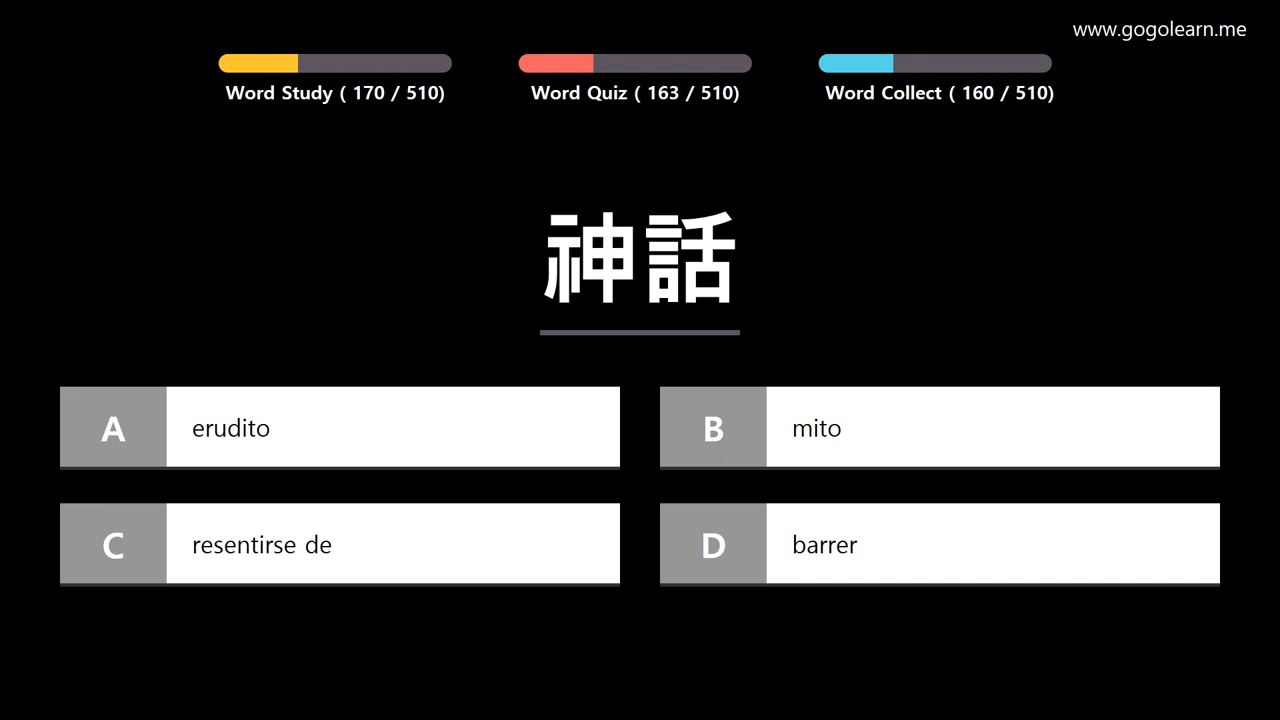 www.gogolearn.me
Word Study ( 170 / 510)
Word Quiz ( 163 / 510)
Word Collect ( 160 / 510)
神話
A erudito
B mito
C resentirse de
D barrer